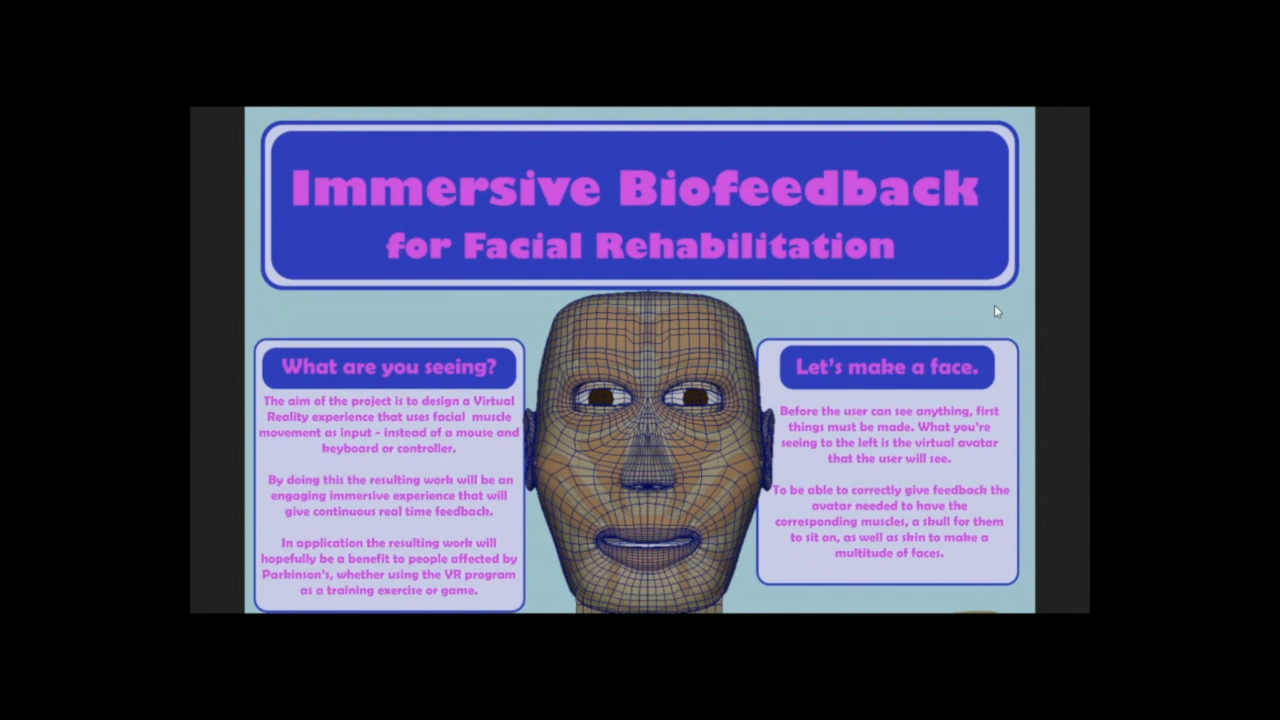 Immersive Biofeedback
for Facial Rehabilitation
What are you seeing?
The aim of the project is to design a Virtual
Reality experience that uses facial muscle
movement as input - instead of a mouse and
keyboard or controller.
By doing this the resulting work will be an
engaging immersive experience that will
give continuous real time feedback.
In application the resulting work will
hopefully be a benefit to people affected by
Parkinson's, whether using the VR program
as a training exercise or game.
Let's make a face.
Before the user can see anything, first
things must be made. What you're
seeing to the left is the virtual avatar
that the user will see.
To be able to correctly give feedback the
avatar needed to have the
corresponding muscles, a skull for them
to sit on, as well as skin to make a
multitude of faces.